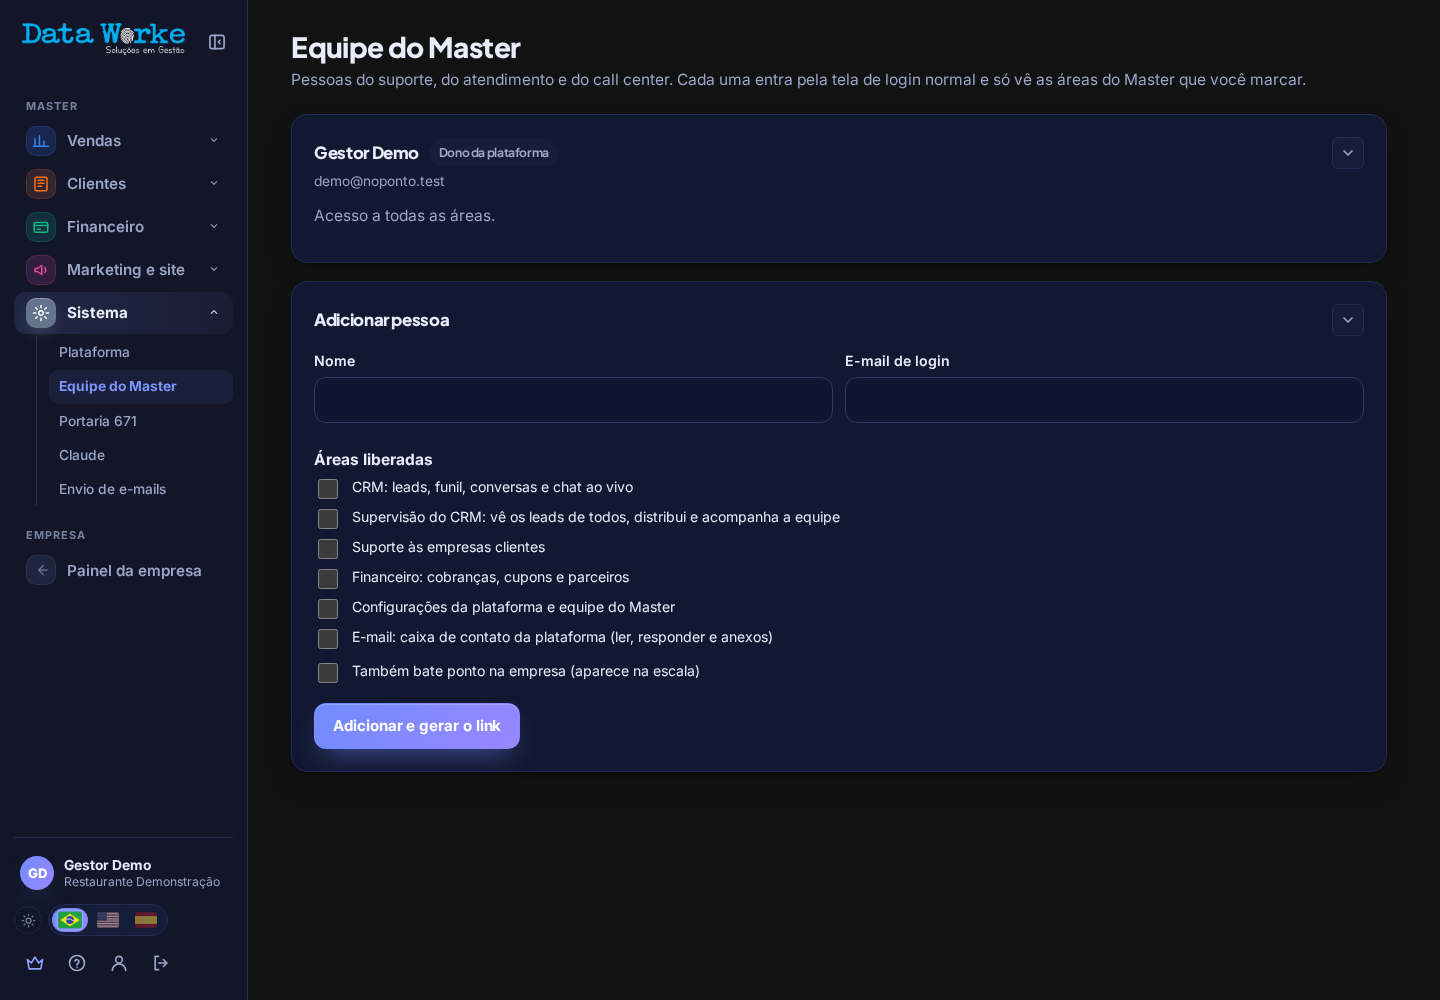 Data Worke
Soluções em Gestão
MASTER
Vendas
Clientes
Financeiro
Marketing e site
Sistema
Plataforma
Equipe do Master
Portaria 671
Claude
Envio de e-mails
EMPRESA
Painel da empresa
GD
Gestor Demo
Restaurante Demonstração
Equipe do Master
Pessoas do suporte, do atendimento e do call center. Cada uma entra pela tela de login normal e só vê as áreas do Master que você marcar.
Gestor Demo Dono da plataforma
demo@noponto.test
Acesso a todas as áreas.
Adicionar pessoa
Nome
E-mail de login
Áreas liberadas
CRM: leads, funil, conversas e chat ao vivo
Supervisão do CRM: vê os leads de todos, distribui e acompanha a equipe
Suporte às empresas clientes
Financeiro: cobranças, cupons e parceiros
Configurações da plataforma e equipe do Master
E-mail: caixa de contato da plataforma (ler, responder e anexos)
Também bate ponto na empresa (aparece na escala)
Adicionar e gerar o link